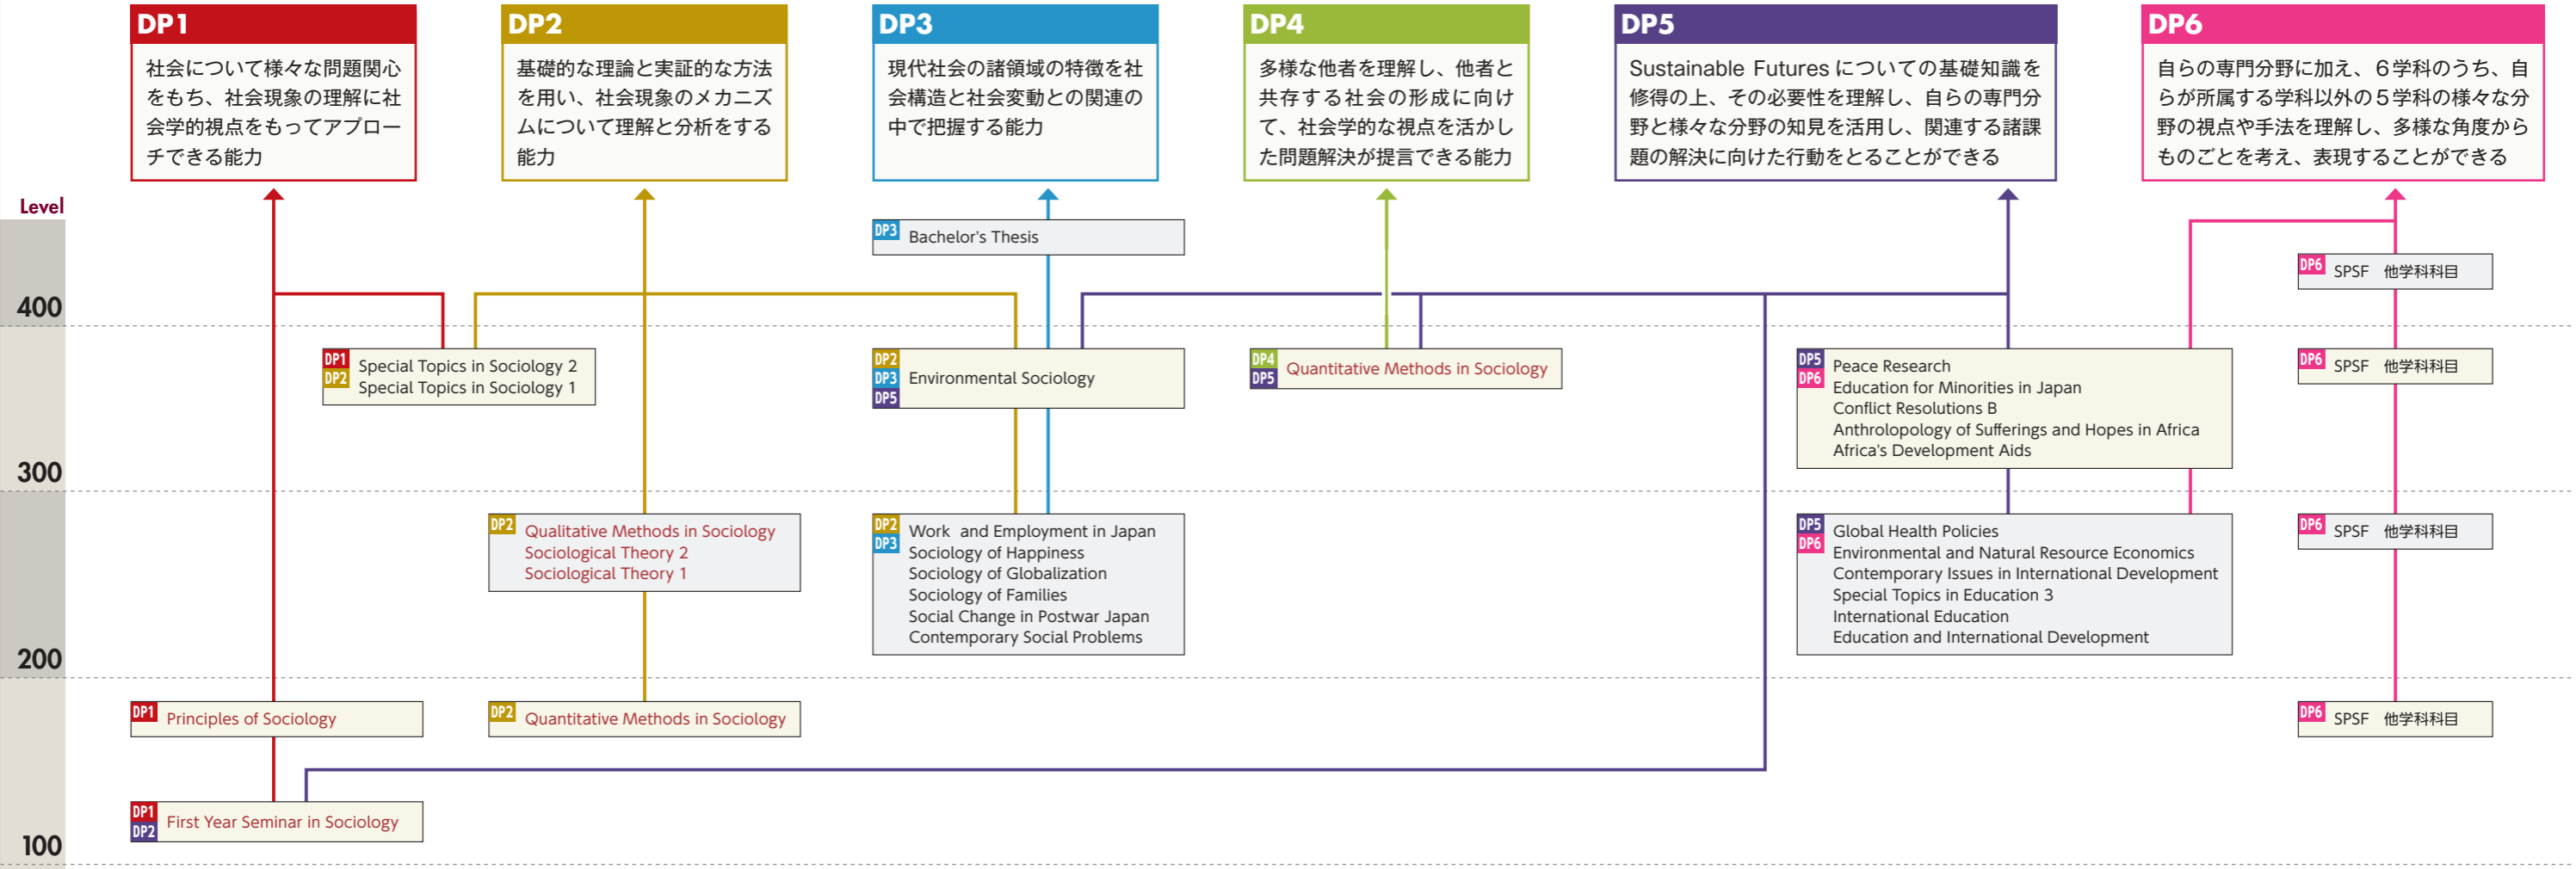 DP1
社会について様々な問題関心
をもち、社会現象の理解に社
会学的視点をもってアプロー
チできる能力
DP2
基礎的な理論と実証的な方法
を用い、社会現象のメカニズ
ムについて理解と分析をする
能力
DP3
現代社会の諸領域の特徴を社
会構造と社会変動との関連の
中で把握する能力
DP4
多様な他者を理解し、他者と
共存する社会の形成に向け
て、社会学的な視点を活かし
た問題解決が提言できる能力
DP5
Sustainable Futures についての基礎知識を
修得の上、その必要性を理解し、自らの専門分
野と様々な分野の知見を活用し、関連する諸課
題の解決に向けた行動をとることができる
DP6
自らの専門分野に加え、6学科のうち、自
らが所属する学科以外の5学科の様々な分
野の視点や手法を理解し、多様な角度から
ものごとを考え、表現することができる
Level
DP3
Bachelor's Thesis
DP6
SPSF 他学科科目
400
DP1
DP2
Special Topics in Sociology 2
Special Topics in Sociology 1
DP2
DP3
DP5
Environmental Sociology
DP4
DP5
Quantitative Methods in Sociology
DP5
DP6
Peace Research
Education for Minorities in Japan
Conflict Resolutions B
Anthrolopology of Sufferings and Hopes in Africa
Africa's Development Aids
DP6
SPSF 他学科科目
300
DP2
Qualitative Methods in Sociology
Sociological Theory 2
Sociological Theory 1
DP2
DP3
Work and Employment in Japan
Sociology of Happiness
Sociology of Globalization
Sociology of Families
Social Change in Postwar Japan
Contemporary Social Problems
DP5
DP6
Global Health Policies
Environmental and Natural Resource Economics
Contemporary Issues in International Development
Special Topics in Education 3
International Education
Education and International Development
DP6
SPSF 他学科科目
200
DP1
Principles of Sociology
DP2
Quantitative Methods in Sociology
DP6
SPSF 他学科科目
DP1
DP2
First Year Seminar in Sociology
100